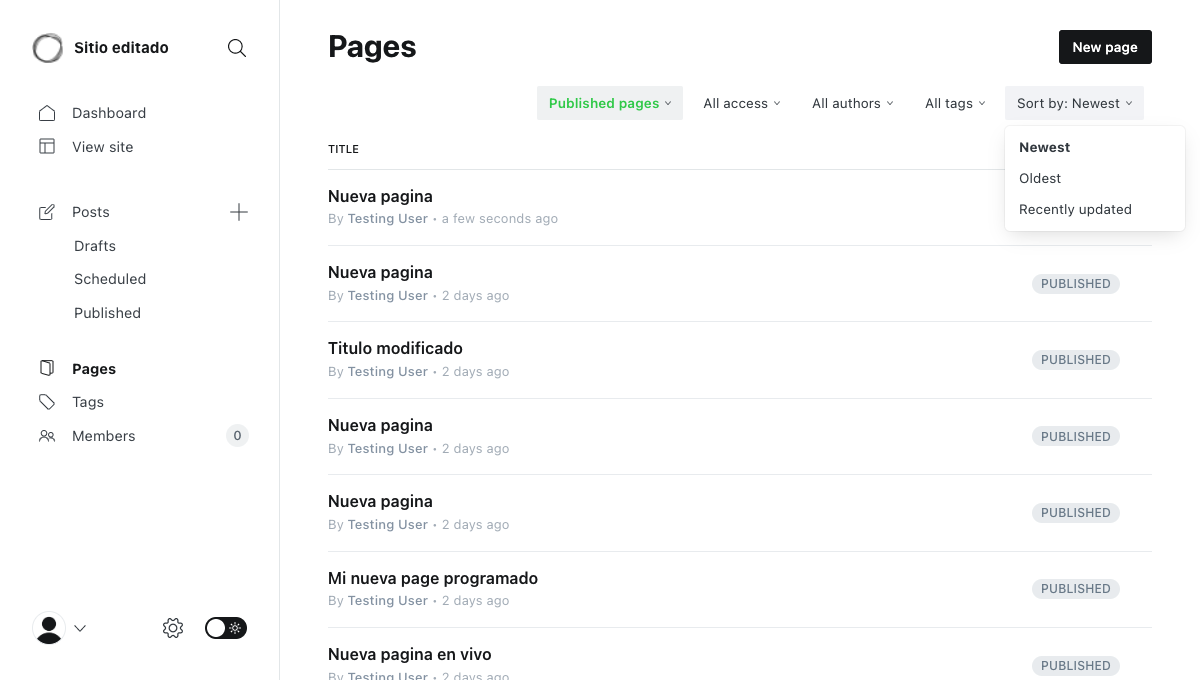 Sitio editado
Dashboard
View site
Posts
Drafts
Scheduled
Published
Pages
Tags
Members 0
Pages
New page
Published pages All access All authors All tags Sort by: Newest
Newest
Oldest
Recently updated
TITLE
Nueva pagina
By Testing User • a few seconds ago
Nueva pagina
By Testing User • 2 days ago
PUBLISHED
Titulo modificado
By Testing User • 2 days ago
PUBLISHED
Nueva pagina
By Testing User • 2 days ago
PUBLISHED
Nueva pagina
By Testing User • 2 days ago
PUBLISHED
Mi nueva page programado
By Testing User • 2 days ago
PUBLISHED
Nueva pagina en vivo
By Testing User • 2 days ago
PUBLISHED